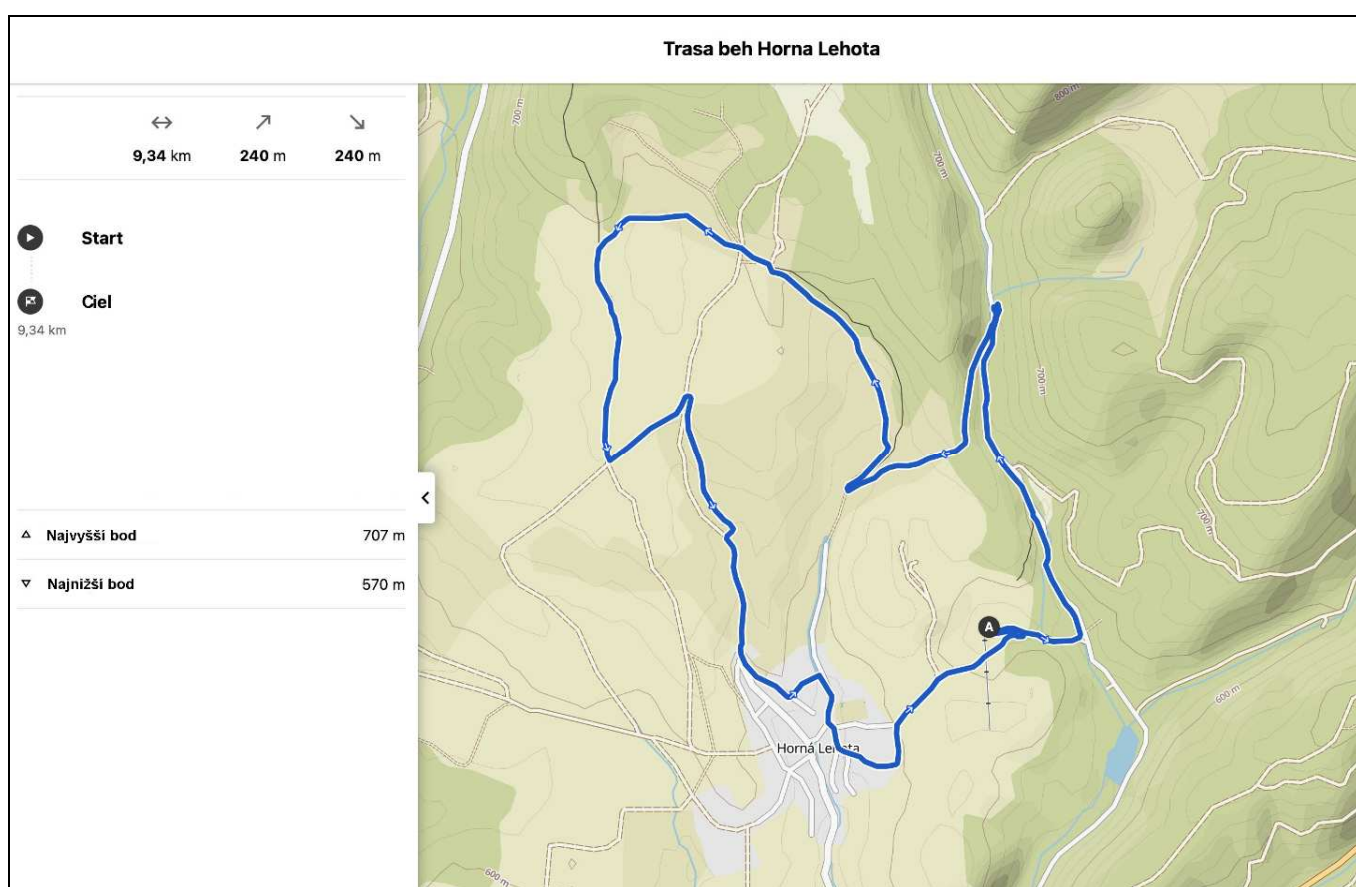 Trasa beh Horna Lehota
9,34 km 240 m 240 m
Start
Ciel
9,34 km
Najvyšší bod 707 m
Najnižší bod 570 m
700 m
700 m
800 m
700 m
700 m
A
600 m
Horná Lehota
600 m